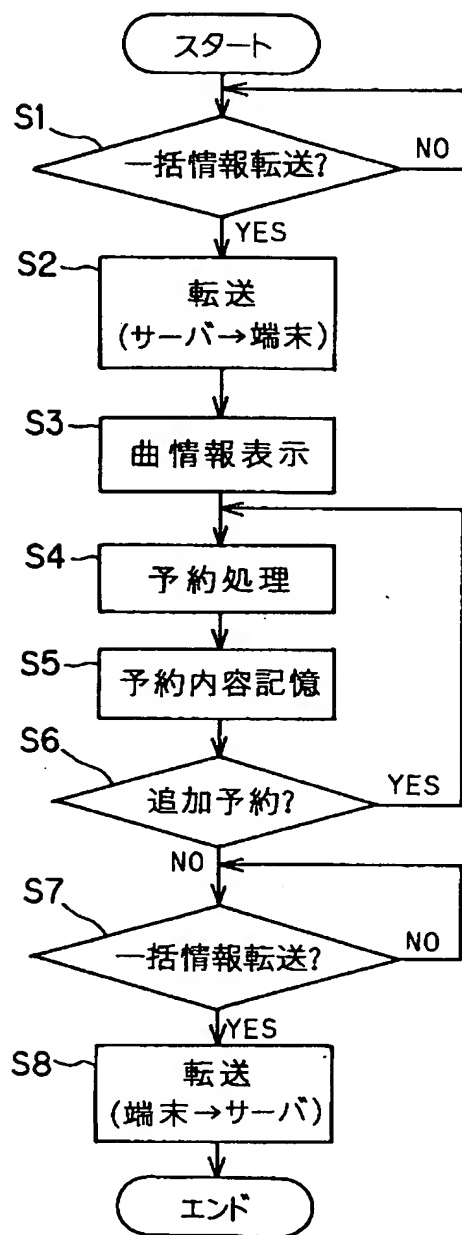 スタート
S1
一括情報転送?
NO
YES
S2
転送
(サーバ→端末)
S3
曲情報表示
S4
予約処理
S5
予約内容記憶
S6
追加予約?
YES
NO
S7
一括情報転送?
NO
YES
S8
転送
(端末→サーバ)
エンド